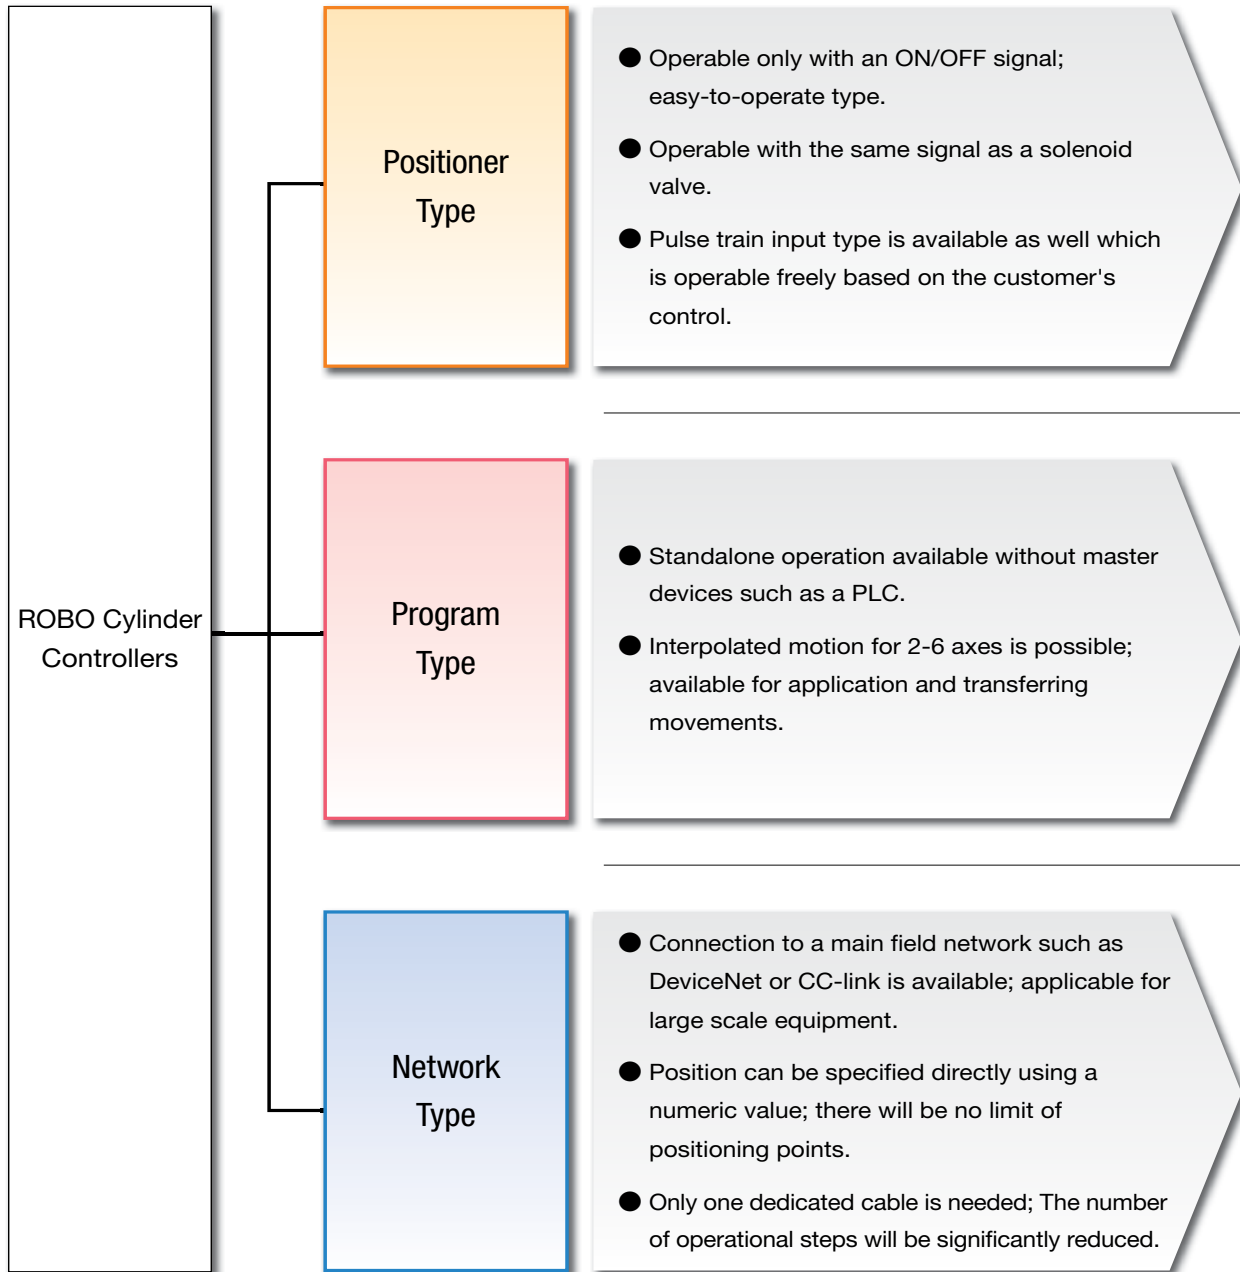 ROBO Cylinder
Controllers
Positioner
Type
● Operable only with an ON/OFF signal;
easy-to-operate type.
● Operable with the same signal as a solenoid
valve.
● Pulse train input type is available as well which
is operable freely based on the customer's
control.
Program
Type
● Standalone operation available without master
devices such as a PLC.
● Interpolated motion for 2-6 axes is possible;
available for application and transferring
movements.
Network
Type
● Connection to a main field network such as
DeviceNet or CC-link is available; applicable for
large scale equipment.
● Position can be specified directly using a
numeric value; there will be no limit of
positioning points.
● Only one dedicated cable is needed; The number
of operational steps will be significantly reduced.